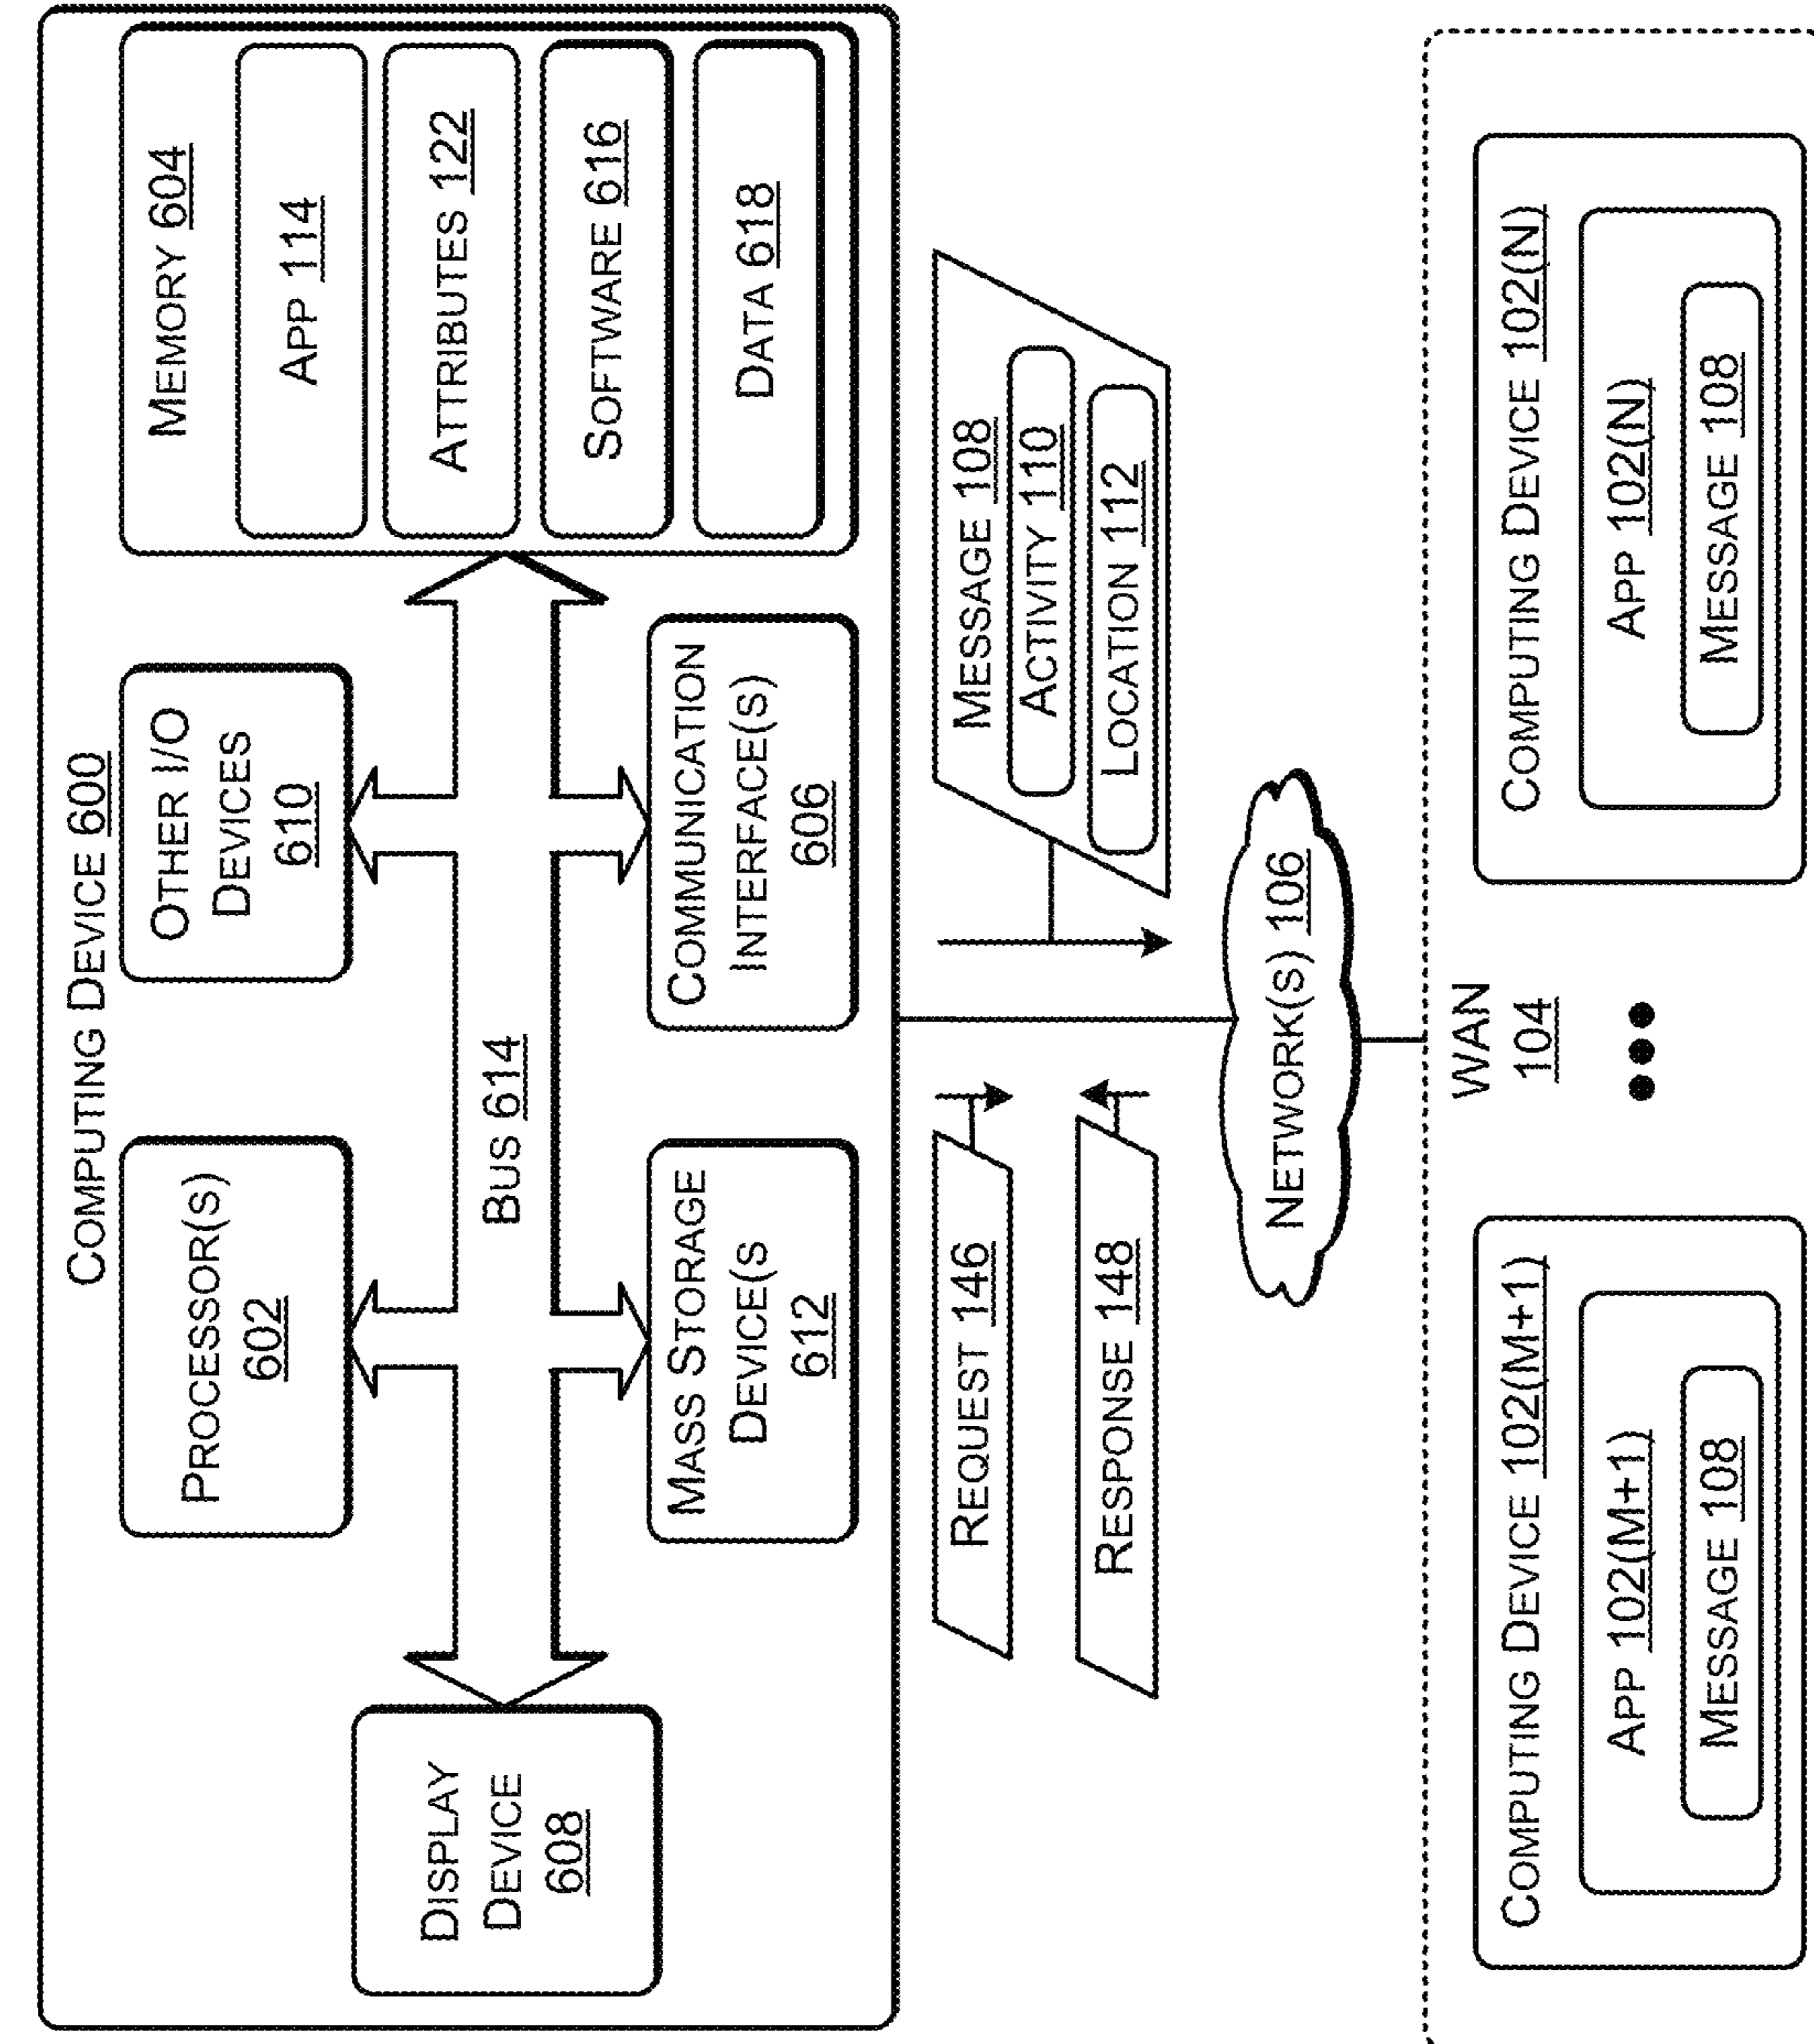 COMPUTING DEVICE 600
PROCESSOR(S)
602
OTHER I/O
DEVICES
610
MEMORY 604
APP 114
ATTRIBUTES 122
SOFTWARE 616
DATA 618
DISPLAY
DEVICE
608
BUS 614
MASS STORAGE
DEVICE(S
612
COMMUNICATION
INTERFACE(S)
606
REQUEST 146
RESPONSE 148
MESSAGE 108
ACTIVITY 110
LOCATION 112
NETWORK(S) 106
WAN
104
COMPUTING DEVICE 102(M+1)
APP 102(M+1)
MESSAGE 108
COMPUTING DEVICE 102(N)
APP 102(N)
MESSAGE 108